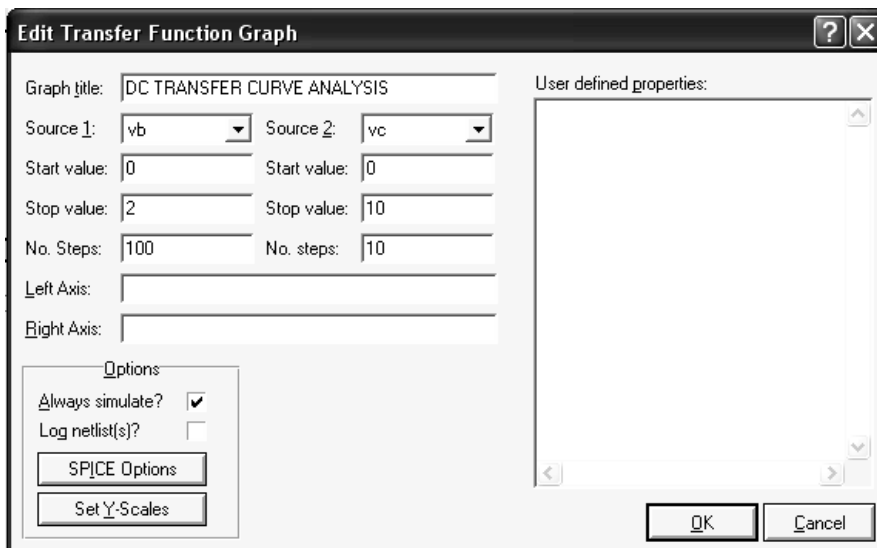 Edit Transfer Function Graph
Graph title: DC TRANSFER CURVE ANALYSIS
User defined properties:
Source 1: vb Source 2: vc
Start value: 0 Start value: 0
Stop value: 2 Stop value: 10
No. Steps: 100 No. steps: 10
Left Axis:
Right Axis:
Options
Always simulate?
Log netlist(s)?
SPICE Options
Set Y-Scales
OK Cancel